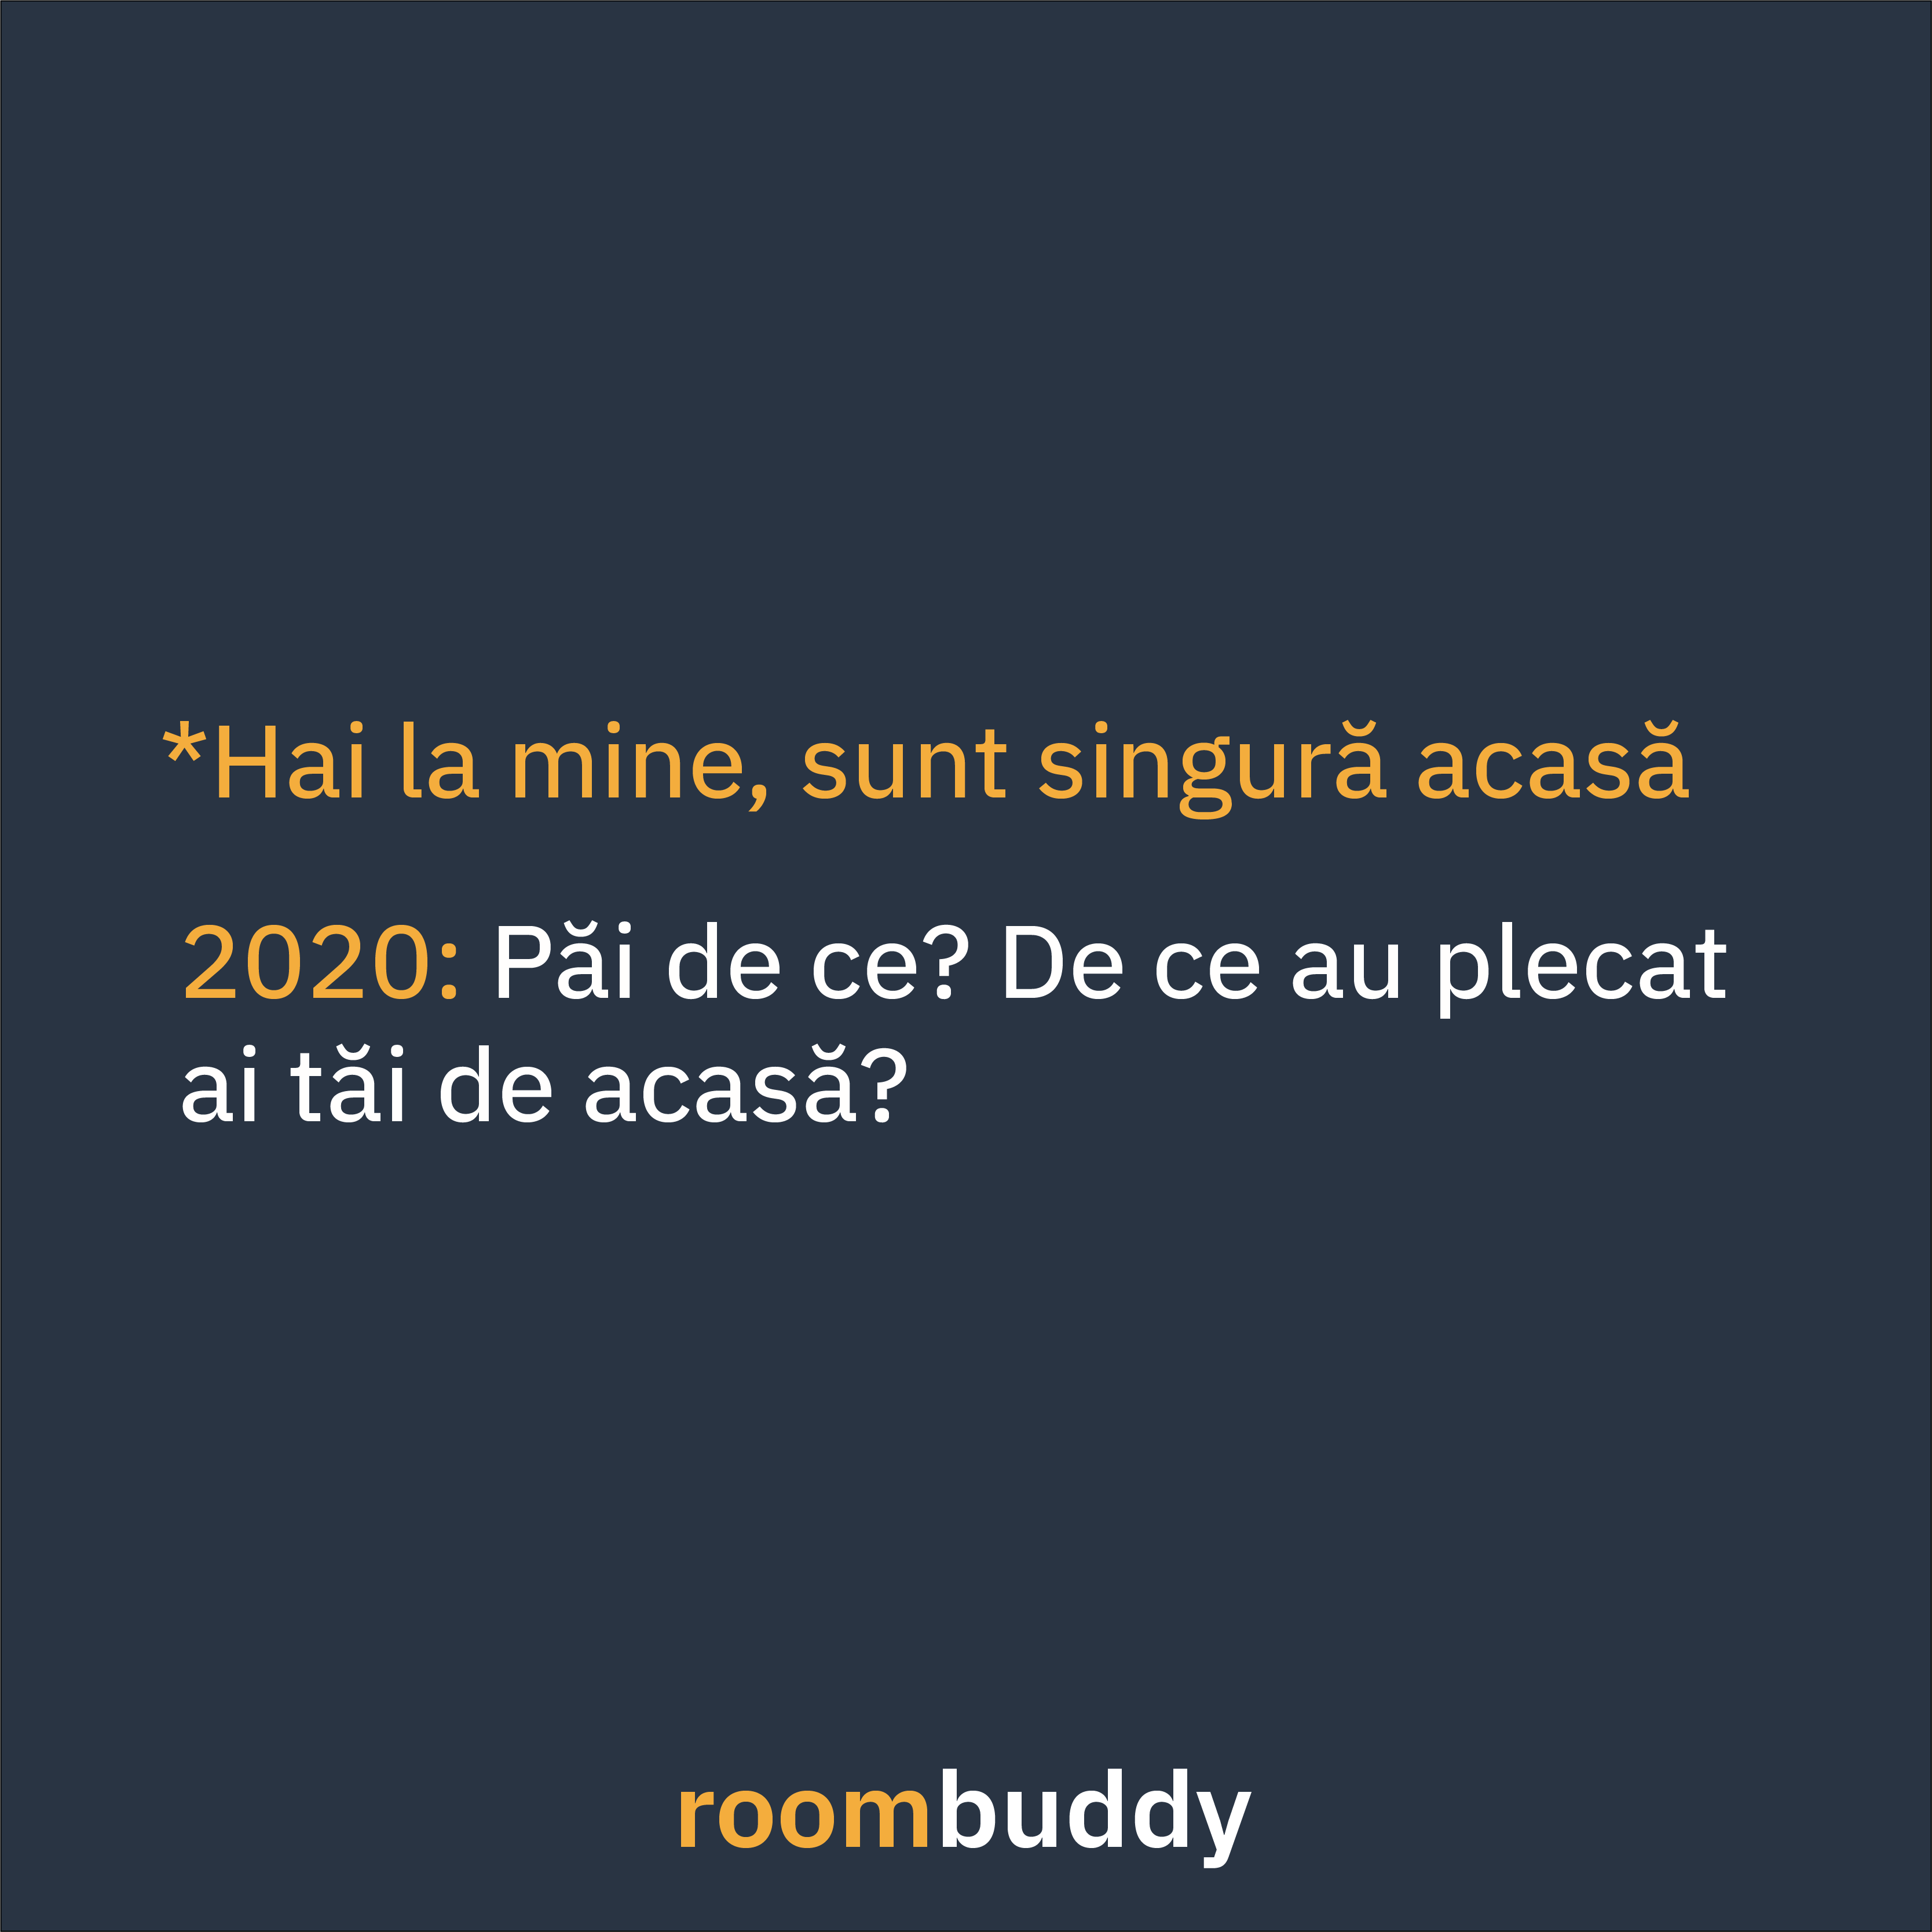 *Hai la mine, sunt singură acasă
2020: Păi de ce? De ce au plecat
ai tăi de acasă?
roombuddy